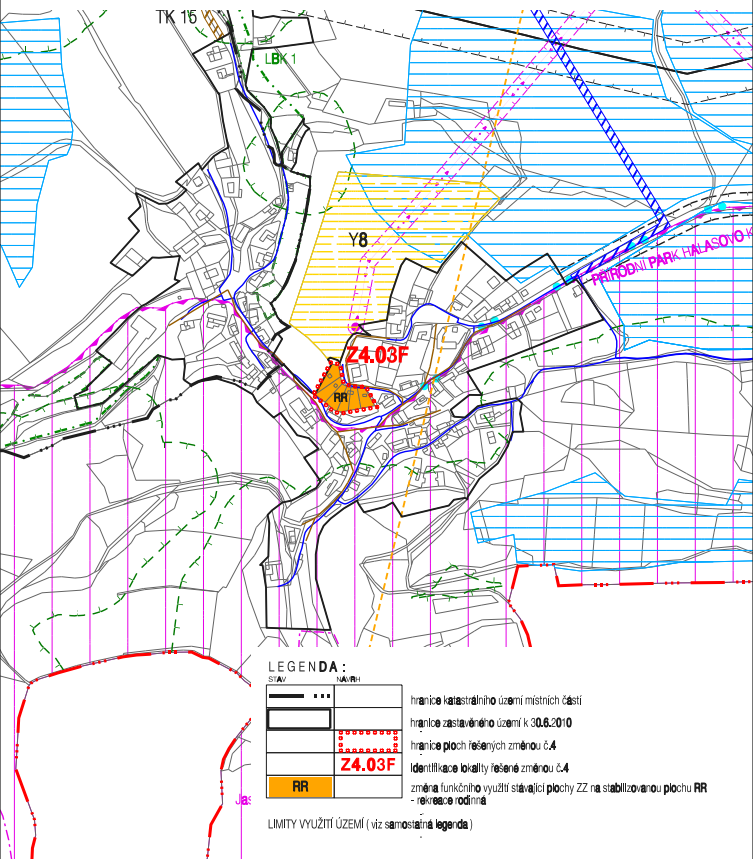 TK 15
LBK 1
Y8
PŘÍRODNÍ PARK HALASOVO K
Z4.03F
RR
LEGENDA :
STAV NÁVRH
hranice katastrálního území místních částí
hranice zastavěného území k 30.6.2010
hranice ploch řešených změnou č.4
Z4.03F identifikace lokality řešené změnou č.4
RR změna funkčního využití stávající plochy ZZ na stabilizovanou plochu RR
- rekreace rodinná
Jas
LIMITY VYUŽITÍ ÚZEMÍ ( viz samostatná legenda )